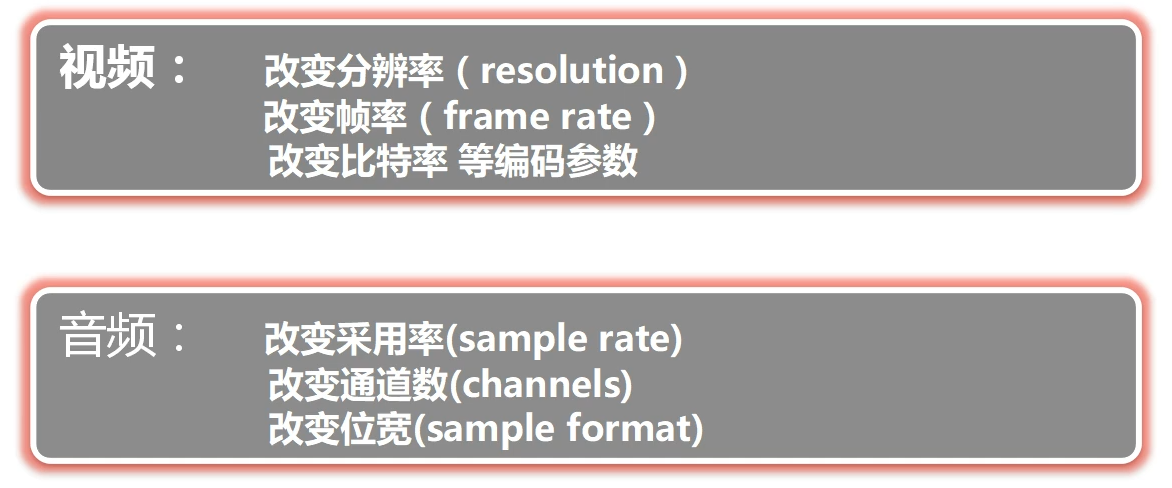 视频： 改变分辨率（resolution）
改变帧率（frame rate）
改变比特率 等编码参数
音频： 改变采用率(sample rate)
改变通道数(channels)
改变位宽(sample format)